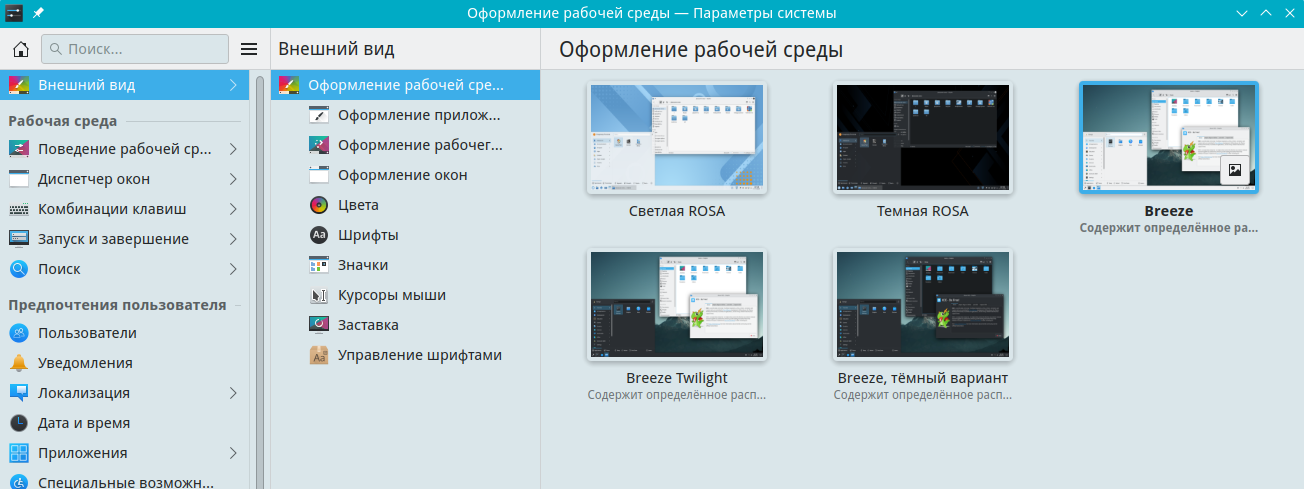 Оформление рабочей среды — Параметры системы
Поиск...
Внешний вид
Оформление рабочей среды
Внешний вид
Рабочая среда
Поведение рабочей ср...
Диспетчер окон
Комбинации клавиш
Запуск и завершение
Поиск
Предпочтения пользователя
Пользователи
Уведомления
Локализация
Дата и время
Приложения
Специальные возможн...
Оформление рабочей сре...
Оформление прилож...
Оформление рабочег...
Оформление окон
Цвета
Aa Шрифты
Значки
Курсоры мыши
Заставка
Aa Управление шрифтами
Светлая ROSA
Темная ROSA
Breeze
Содержит определённое ра...
Breeze Twilight
Содержит определённое расп...
Breeze, тёмный вариант
Содержит определённое расп...